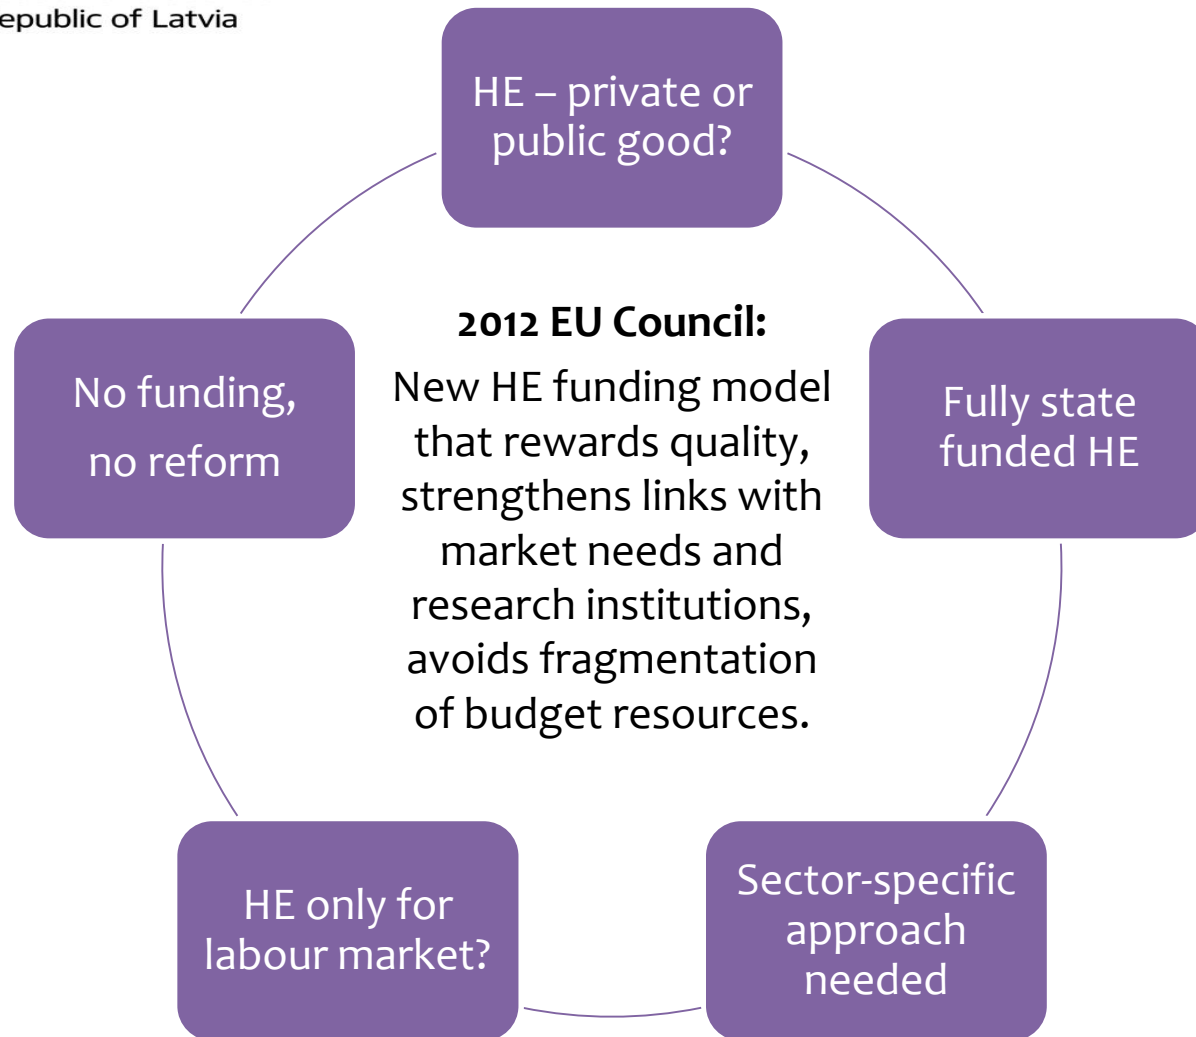 epublic of Latvia
HE – private or
public good?
2012 EU Council:
New HE funding model
that rewards quality,
strengthens links with
market needs and
research institutions,
avoids fragmentation
of budget resources.
No funding,
no reform
Fully state
funded HE
HE only for
labour market?
Sector-specific
approach
needed